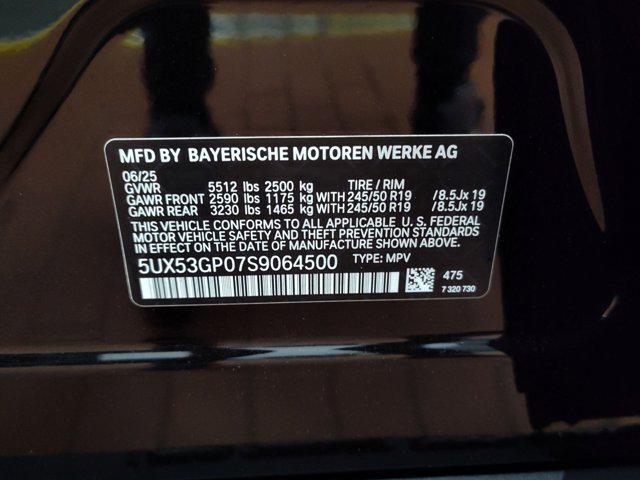 MFD BY BAYERISCHE MOTOREN WERKE AG
06/25
GVWR 5512 lbs 2500 kg TIRE / RIM
GAWR FRONT 2590 lbs 1175 kg WITH 245/50 R19 /8.5Jx 19
GAWR REAR 3230 lbs 1465 kg WITH 245/50 R19 /8.5Jx 19
THIS VEHICLE CONFORMS TO ALL APPLICABLE U. S. FEDERAL
MOTOR VEHICLE SAFETY AND THEFT PREVENTION STANDARDS
IN EFFECT ON THE DATE OF MANUFACTURE SHOWN ABOVE.
5UX53GP07S9064500 TYPE: MPV
475
7 320 730